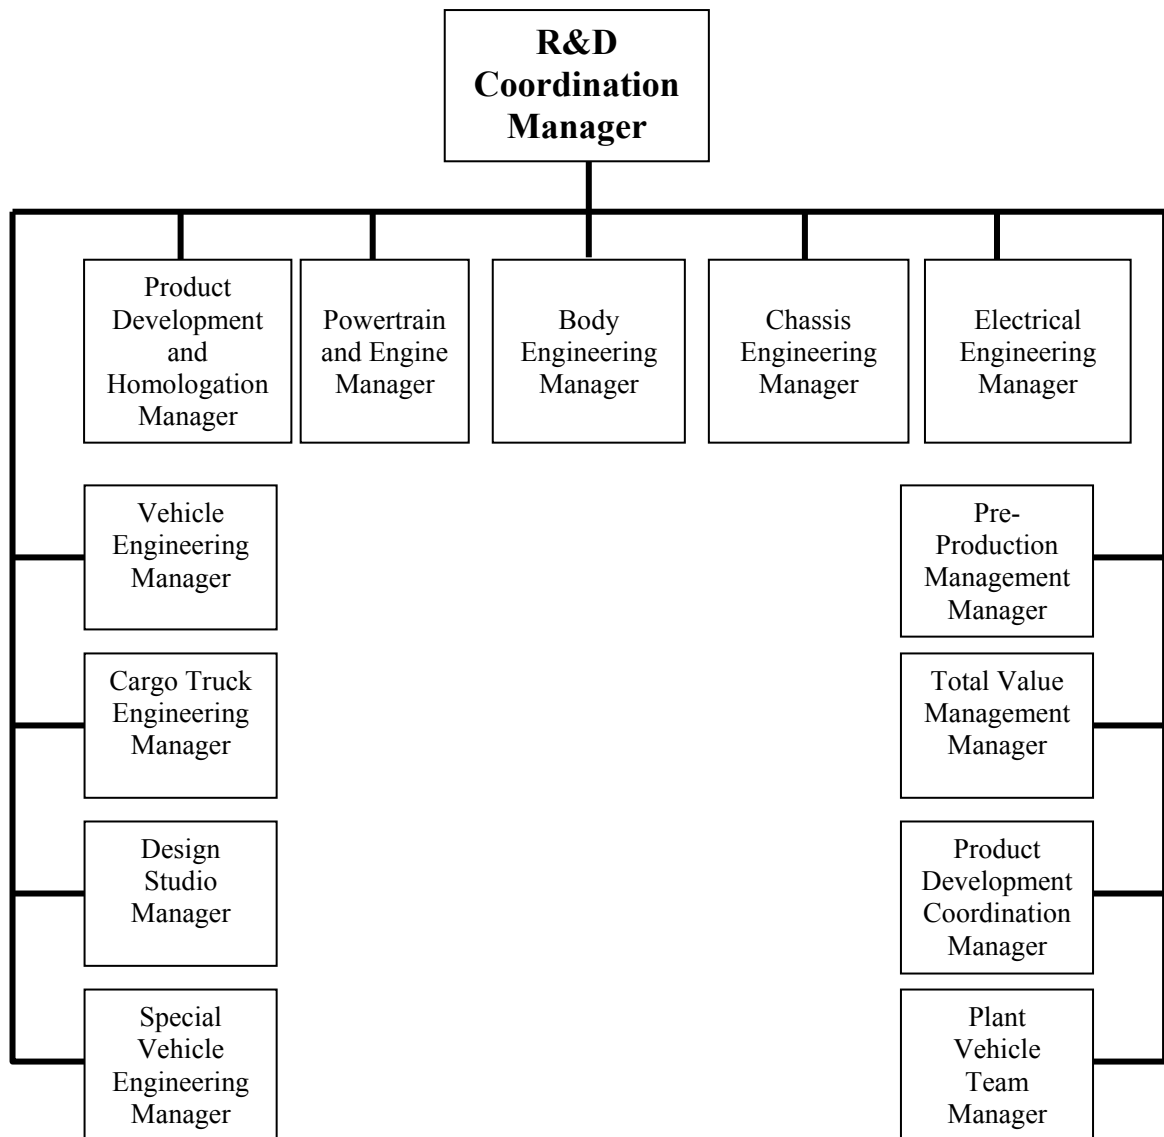 R&D
Coordination
Manager
Product
Development
and
Homologation
Manager
Powertrain
and Engine
Manager
Body
Engineering
Manager
Chassis
Engineering
Manager
Electrical
Engineering
Manager
Vehicle
Engineering
Manager
Pre-
Production
Management
Manager
Cargo Truck
Engineering
Manager
Total Value
Management
Manager
Design
Studio
Manager
Product
Development
Coordination
Manager
Special
Vehicle
Engineering
Manager
Plant
Vehicle
Team
Manager